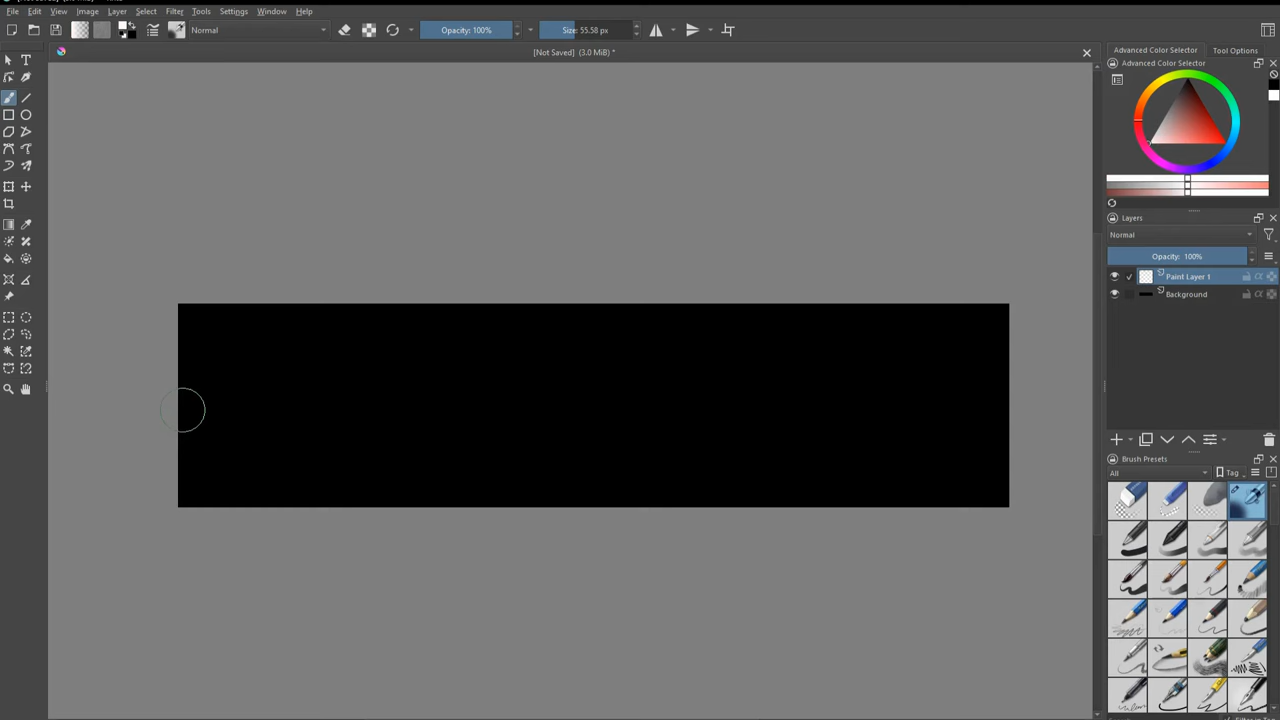 File Edit View Image Layer Select Filter Tools Settings Window Help
Normal Opacity: 100% Size: 55.58 px
[Not Saved] (3.0 MiB) *
Advanced Color Selector Tool Options
Advanced Color Selector
Layers
Normal
Opacity: 100%
Paint Layer 1
Background
Brush Presets
All Tag